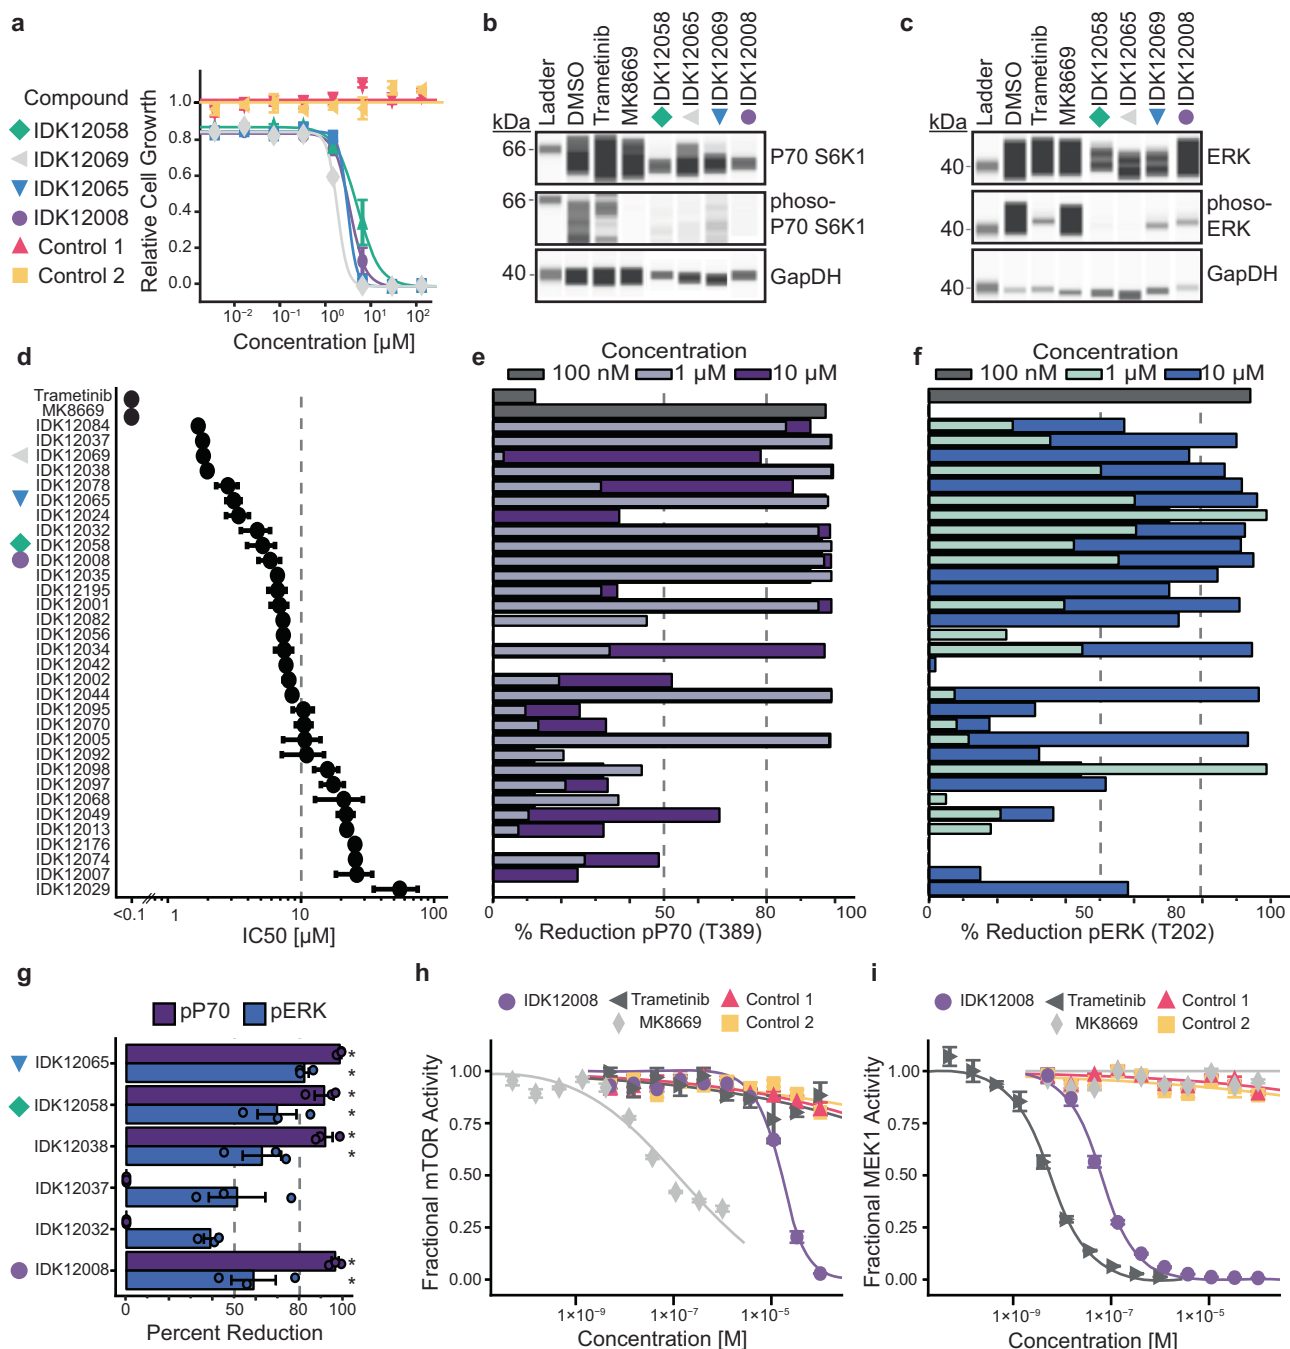 a
Compound
IDK12058
IDK12069
IDK12065
IDK12008
Control 1
Control 2
Relative Cell Growrth
1.0
0.8
0.6
0.4
0.2
0.0
10⁻² 10⁻¹ 10⁰ 10¹ 10²
Concentration [µM]
b
Ladder
DMSO
Trametinib
MK8669
IDK12058
IDK12065
IDK12069
IDK12008
kDa
66
P70 S6K1
66
phoso-
P70 S6K1
40
GapDH
c
Ladder
DMSO
Trametinib
MK8669
IDK12058
IDK12065
IDK12069
IDK12008
kDa
40
ERK
40
phoso-
ERK
40
GapDH
d
Trametinib
MK8669
IDK12084
IDK12037
IDK12069
IDK12038
IDK12078
IDK12065
IDK12024
IDK12032
IDK12058
IDK12008
IDK12035
IDK12195
IDK12001
IDK12082
IDK12056
IDK12034
IDK12042
IDK12002
IDK12044
IDK12095
IDK12070
IDK12005
IDK12092
IDK12098
IDK12097
IDK12068
IDK12049
IDK12013
IDK12176
IDK12074
IDK12007
IDK12029
<0.1 1 10 100
IC50 [µM]
e
Concentration
100 nM 1 µM 10 µM
0 50 80 100
% Reduction pP70 (T389)
f
Concentration
100 nM 1 µM 10 µM
0 50 80 100
% Reduction pERK (T202)
g
pP70 pERK
IDK12065
*
*
IDK12058
*
*
IDK12038
*
*
IDK12037
IDK12032
IDK12008
*
*
0 50 80 100
Percent Reduction
h
IDK12008 Trametinib Control 1
MK8669 Control 2
Fractional mTOR Activity
1.00
0.75
0.50
0.25
0.00
1×10⁻⁹ 1×10⁻⁷ 1×10⁻⁵
Concentration [M]
i
IDK12008 Trametinib Control 1
MK8669 Control 2
Fractional MEK1 Activity
1.00
0.75
0.50
0.25
0.00
1×10⁻⁹ 1×10⁻⁷ 1×10⁻⁵
Concentration [M]